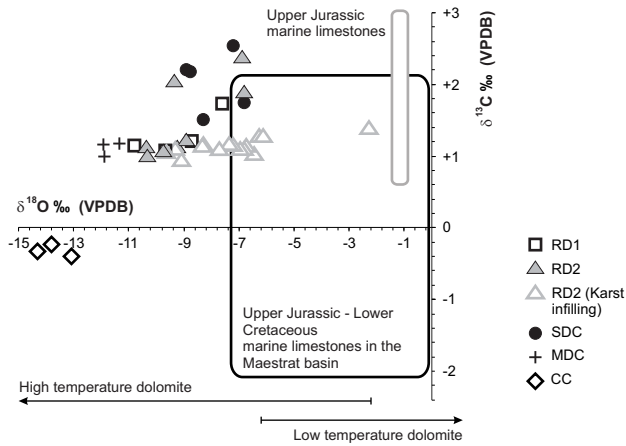 Upper Jurassic
marine limestones
+3
+2
+1
0
-1
-2
δ13C ‰ (VPDB)
δ18O ‰ (VPDB)
-15 -13 -11 -9 -7 -5 -3 -1
Upper Jurassic - Lower
Cretaceous
marine limestones in the
Maestrat basin
RD1
RD2
RD2 (Karst
infilling)
SDC
MDC
CC
High temperature dolomite
Low temperature dolomite